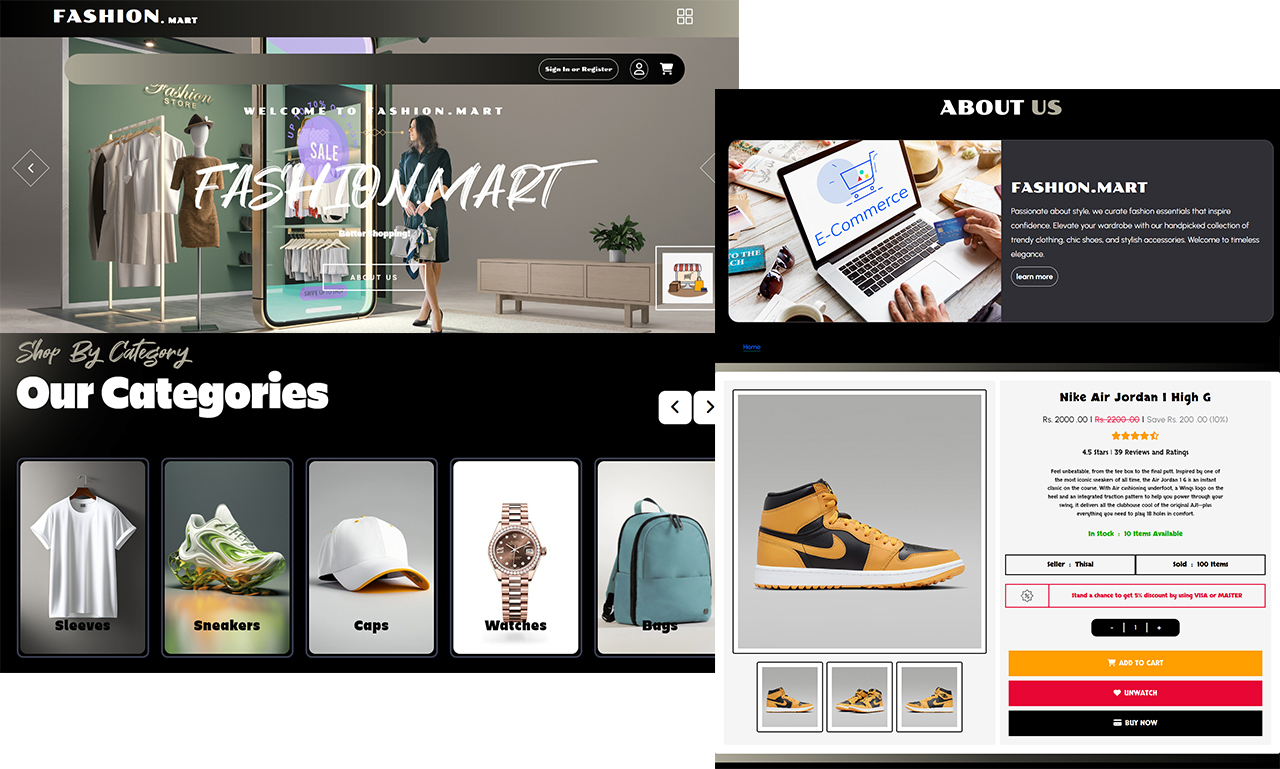 FASHION. MART
Sign In or Register
Fashion
STORE
WELCOME TO FASHION.MART
SALE
FASHION.MART
Better Shopping!
ABOUT US
Shop By Category
Our Categories
Sleeves
Sneakers
Caps
Watches
Bags
ABOUT US
E-Commerce
FASHION.MART
Passionate about style, we curate fashion essentials that inspire
confidence. Elevate your wardrobe with our handpicked collection of
trendy clothing, chic shoes, and stylish accessories. Welcome to timeless
elegance.
learn more
Home
Nike Air Jordan 1 High G
Rs. 2000 .00 | Rs. 2200 .00 | Save Rs. 200 .00 (10%)
4.5 Stars | 39 Reviews and Ratings
Feel unbeatable, from the tee box to the final putt. Inspired by one of
the most iconic sneakers of all time, the Air Jordan 1 G is an instant
classic on the course. With Air cushioning underfoot, a Wings logo on the
heel and an integrated traction pattern to help you power through your
swing, it delivers all the clubhouse cool of the original AJ1—plus
everything you need to play 18 holes in comfort.
In Stock : 10 Items Available
Seller : Thisal
Sold : 100 Items
Stand a chance to get 5% discount by using VISA or MASTER
- | 1 | +
ADD TO CART
UNWATCH
BUY NOW